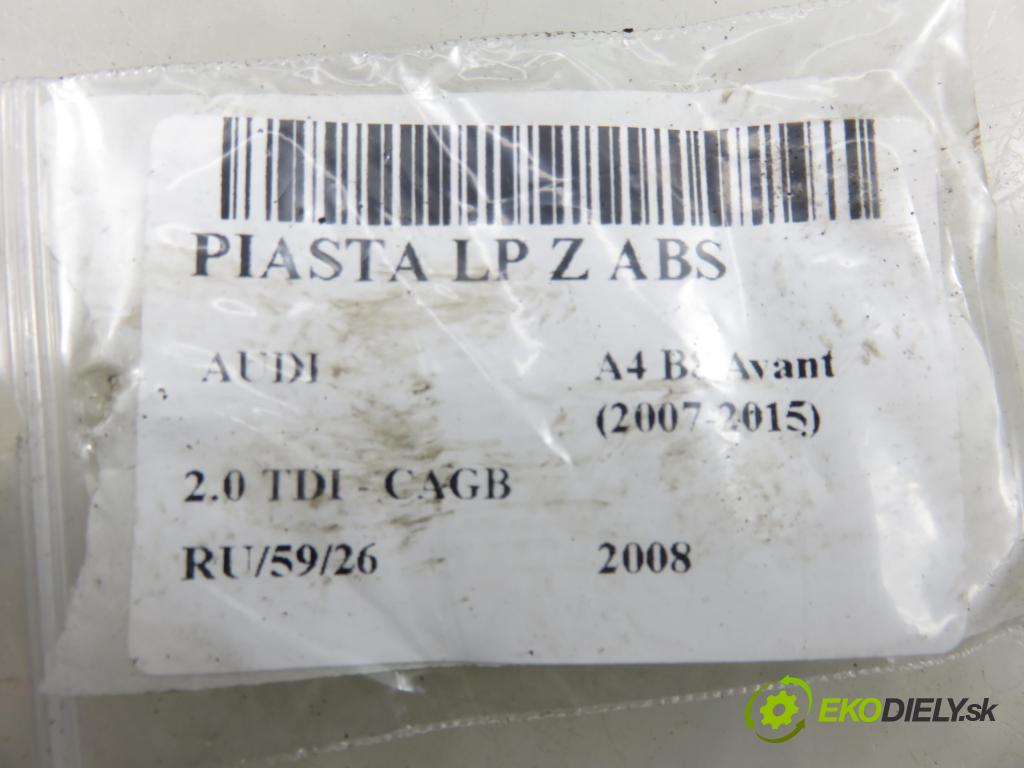 PIASTA LP Z ABS
AUDI A4 B8 Avant
(2007-2015)
2.0 TDI - CAGB
RU/59/26 2008
EKODIELY.sk